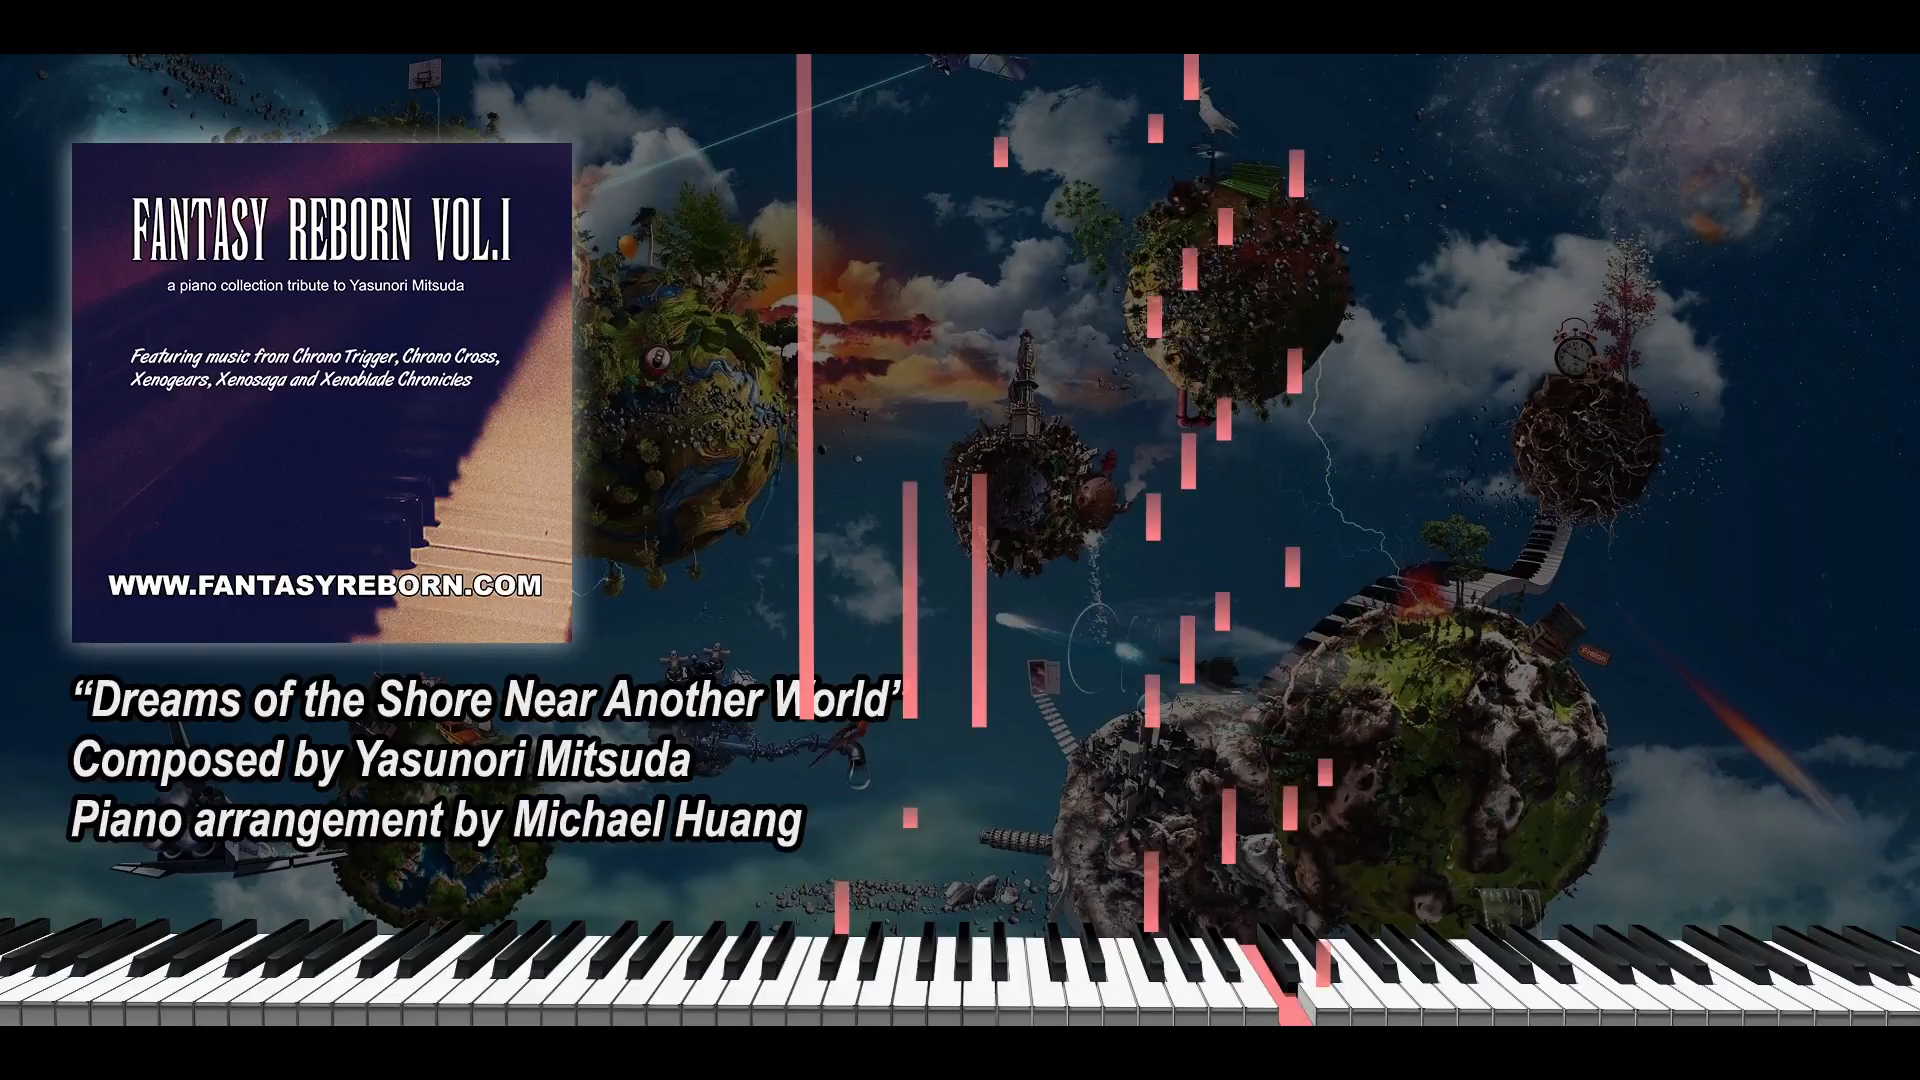 FANTASY REBORN VOL.I
a piano collection tribute to Yasunori Mitsuda
Featuring music from Chrono Trigger, Chrono Cross,
Xenogears, Xenosaga and Xenoblade Chronicles
WWW.FANTASYREBORN.COM
“Dreams of the Shore Near Another World”
Composed by Yasunori Mitsuda
Piano arrangement by Michael Huang